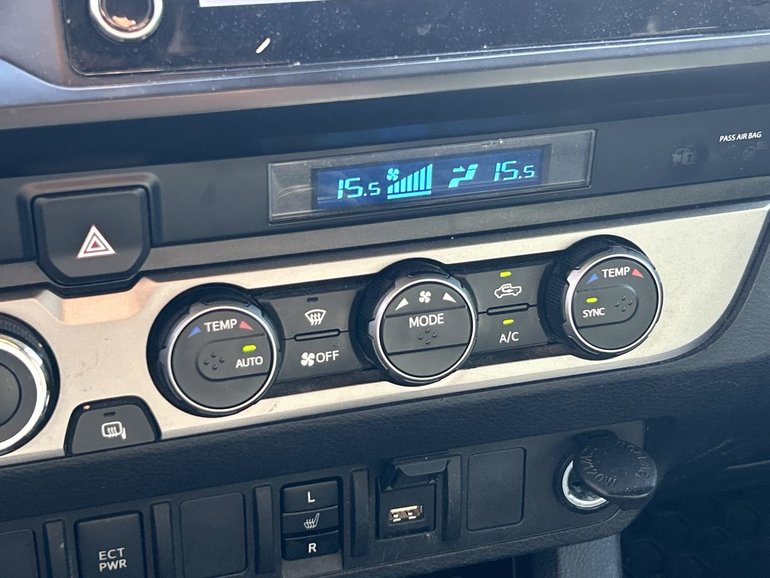 PASS AIR BAG
15.5 15.5
TEMP
AUTO
OFF
MODE
A/C
TEMP
SYNC
L
R
ECT
PWR